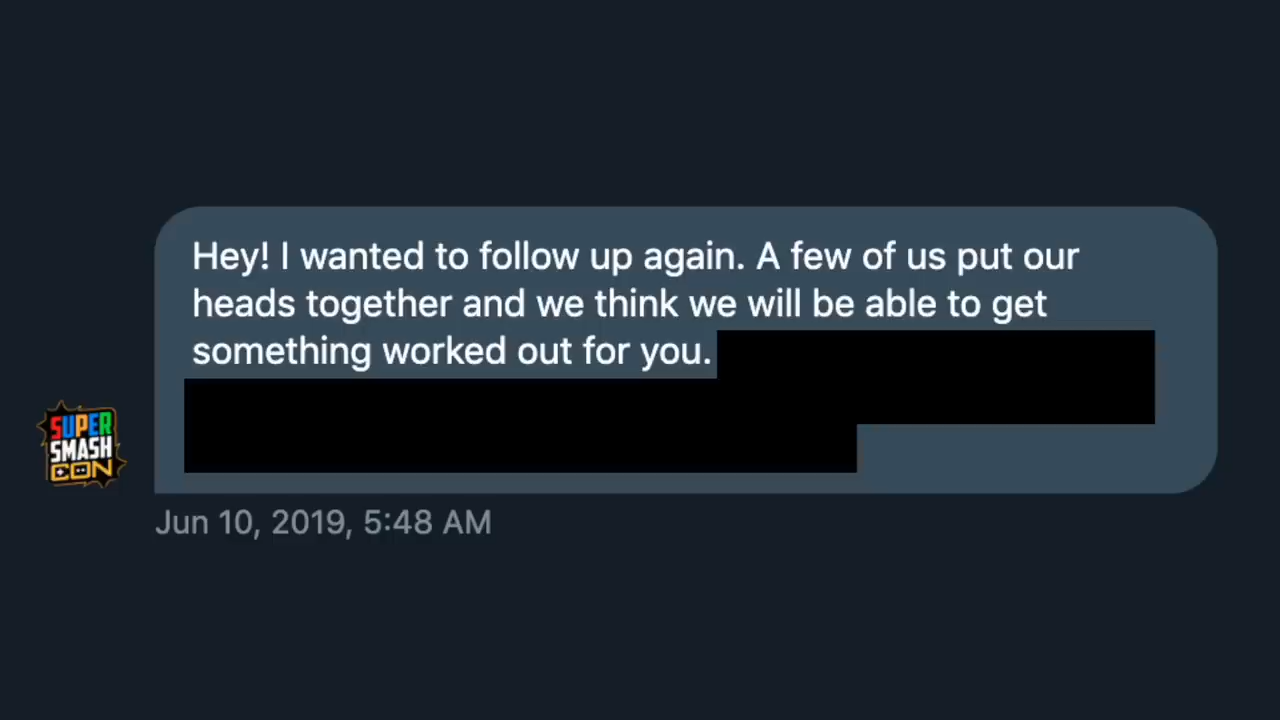 Hey! I wanted to follow up again. A few of us put our
heads together and we think we will be able to get
something worked out for you.
SUPER
SMASH
CON
Jun 10, 2019, 5:48 AM